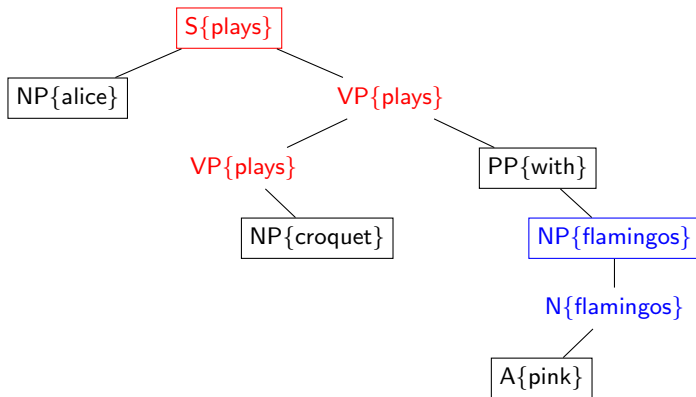 S{plays}
NP{alice} VP{plays}
VP{plays} PP{with}
NP{croquet} NP{flamingos}
N{flamingos}
A{pink}